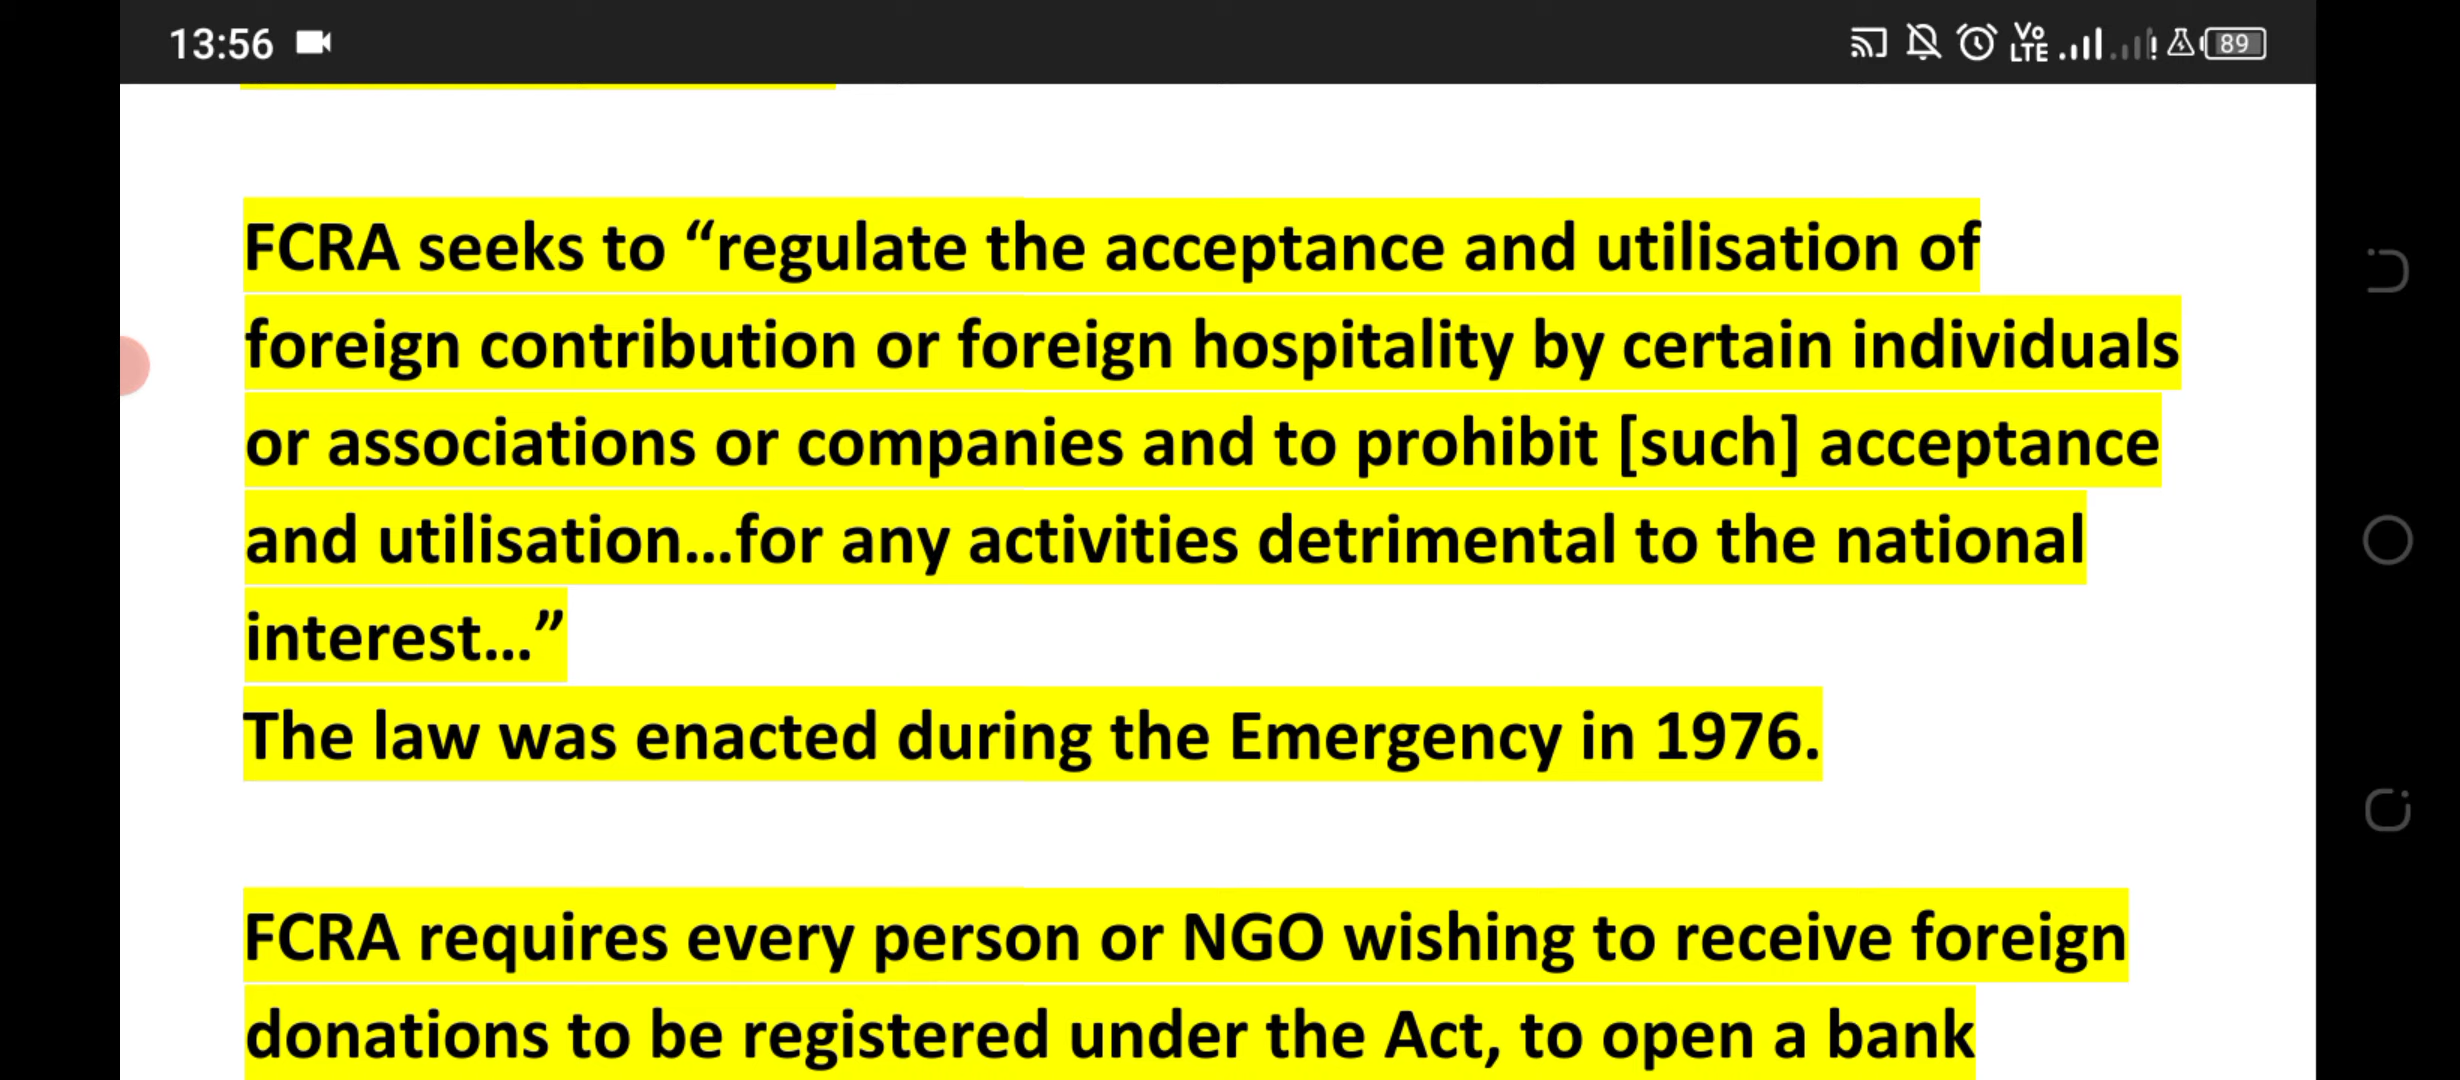 13:56
Vo LTE 89
FCRA seeks to “regulate the acceptance and utilisation of
foreign contribution or foreign hospitality by certain individuals
or associations or companies and to prohibit [such] acceptance
and utilisation...for any activities detrimental to the national
interest...”
The law was enacted during the Emergency in 1976.
FCRA requires every person or NGO wishing to receive foreign
donations to be registered under the Act, to open a bank